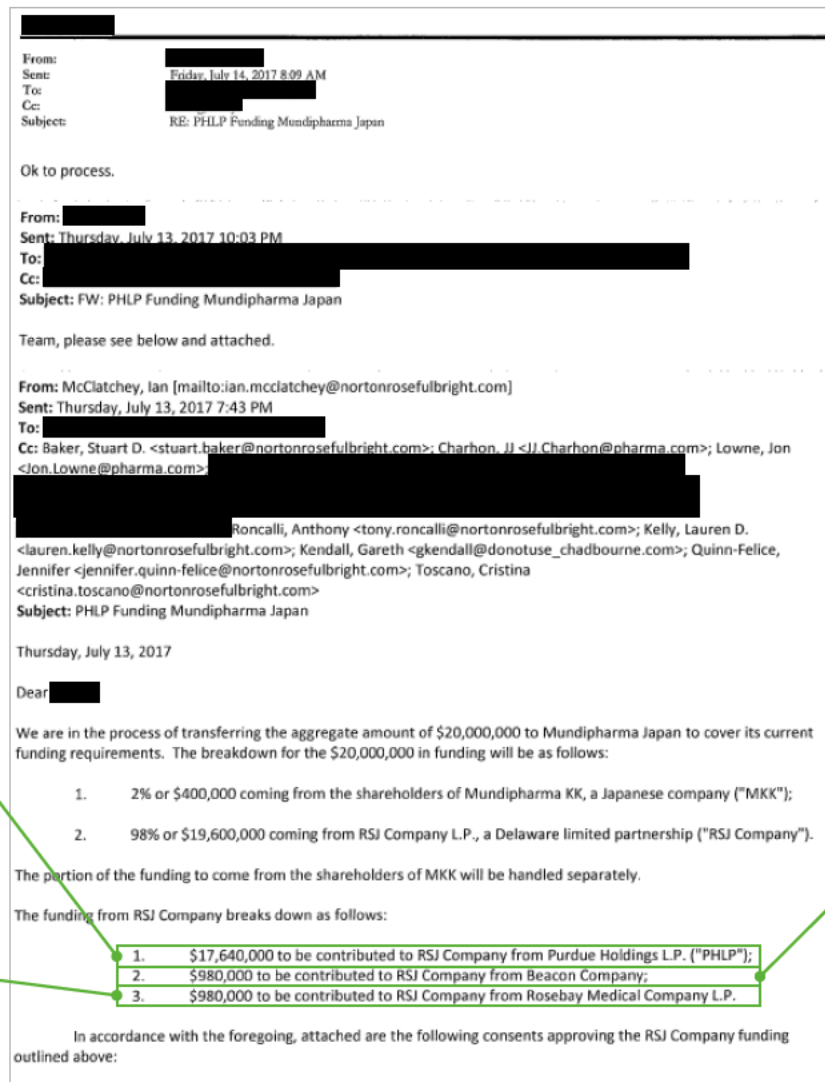 From:
Sent: Friday, July 14, 2017 8:09 AM
To:
Cc:
Subject: RE: PHLP Funding Mundipharma Japan
Ok to process.
From:
Sent: Thursday, July 13, 2017 10:03 PM
To:
Cc:
Subject: FW: PHLP Funding Mundipharma Japan
Team, please see below and attached.
From: McClatchey, Ian [mailto:ian.mcclatchey@nortonrosefulbright.com]
Sent: Thursday, July 13, 2017 7:43 PM
To:
Cc: Baker, Stuart D. <stuart.baker@nortonrosefulbright.com>; Charhon, JJ <JJ.Charhon@pharma.com>; Lowne, Jon
<Jon.Lowne@pharma.com>;
Roncalli, Anthony <tony.roncalli@nortonrosefulbright.com>; Kelly, Lauren D.
<lauren.kelly@nortonrosefulbright.com>; Kendall, Gareth <gkendall@donotuse_chadbourne.com>; Quinn-Felice,
Jennifer <jennifer.quinn-felice@nortonrosefulbright.com>; Toscano, Cristina
<cristina.toscano@nortonrosefulbright.com>
Subject: PHLP Funding Mundipharma Japan
Thursday, July 13, 2017
Dear
We are in the process of transferring the aggregate amount of $20,000,000 to Mundipharma Japan to cover its current
funding requirements. The breakdown for the $20,000,000 in funding will be as follows:
1. 2% or $400,000 coming from the shareholders of Mundipharma KK, a Japanese company ("MKK");
2. 98% or $19,600,000 coming from RSJ Company L.P., a Delaware limited partnership ("RSJ Company").
The portion of the funding to come from the shareholders of MKK will be handled separately.
The funding from RSJ Company breaks down as follows:
1. $17,640,000 to be contributed to RSJ Company from Purdue Holdings L.P. ("PHLP");
2. $980,000 to be contributed to RSJ Company from Beacon Company;
3. $980,000 to be contributed to RSJ Company from Rosebay Medical Company L.P.
In accordance with the foregoing, attached are the following consents approving the RSJ Company funding
outlined above: